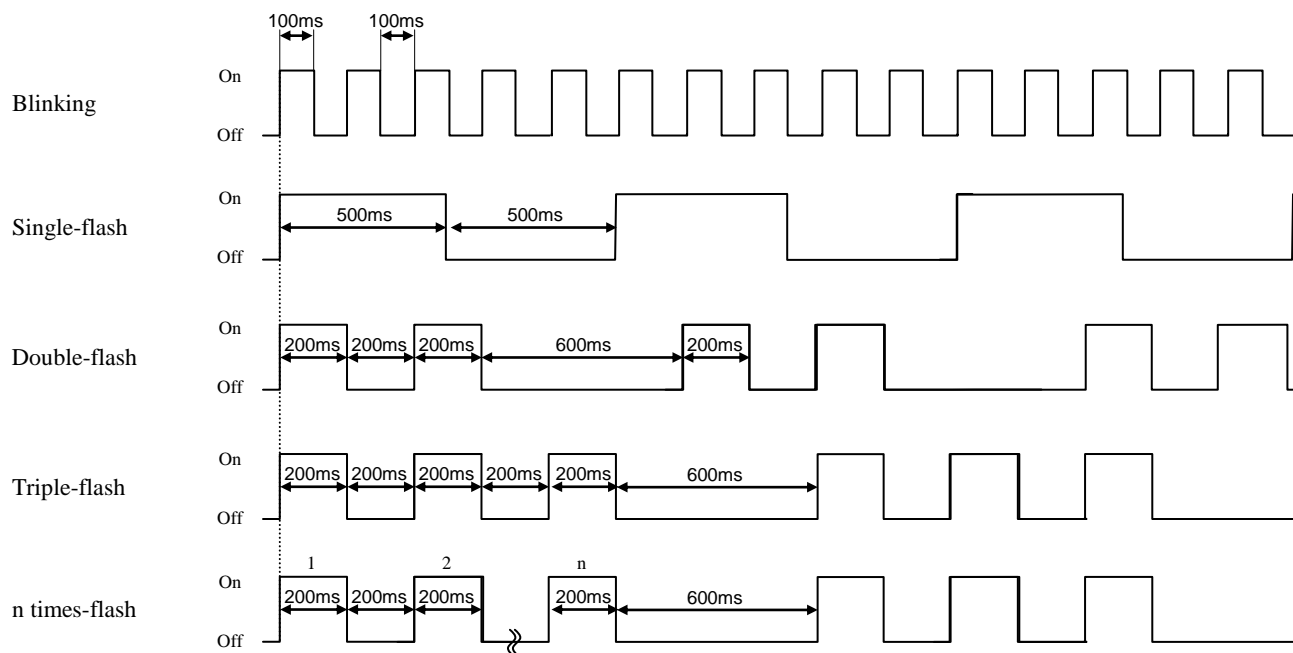 100ms 100ms
On
Blinking
Off
On
500ms 500ms
Single-flash
Off
On
200ms 200ms 200ms 600ms 200ms
Double-flash
Off
On
200ms 200ms 200ms 200ms 200ms 600ms
Triple-flash
Off
1 2 n
On
200ms 200ms 200ms 200ms 600ms
n times-flash
Off